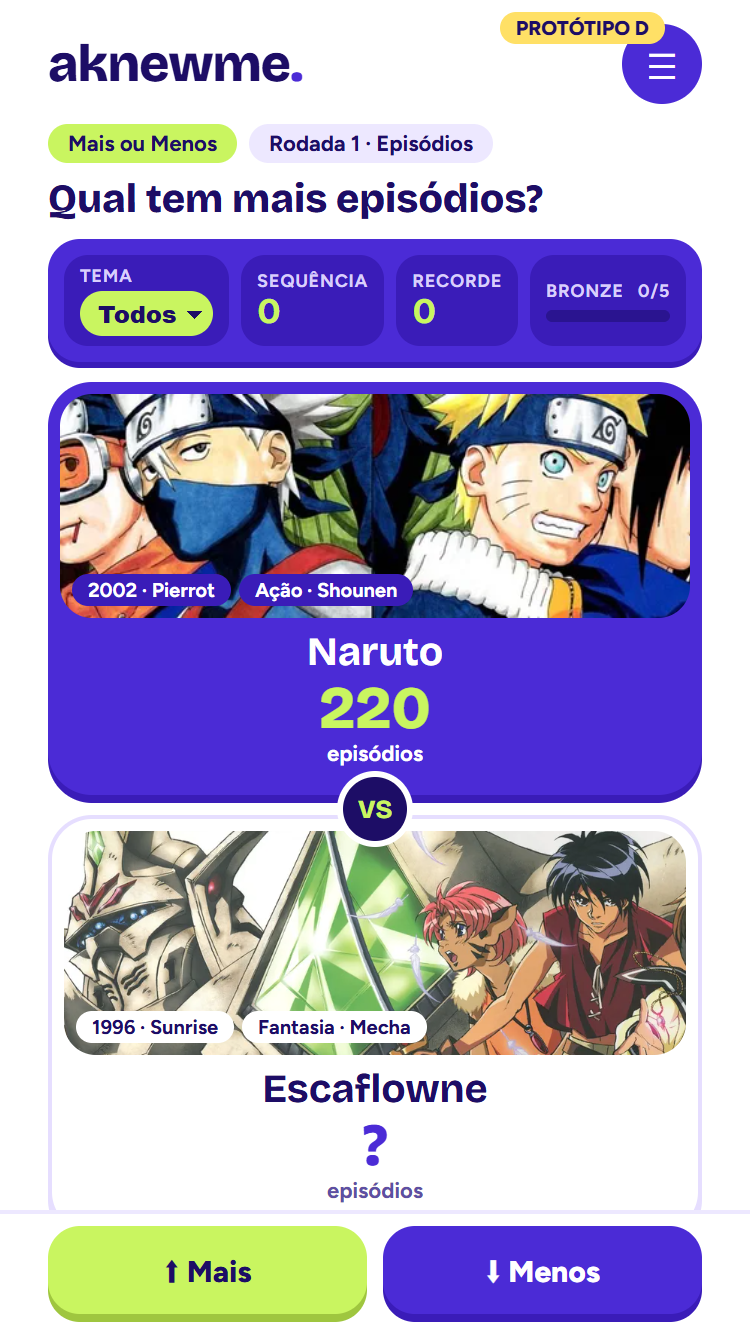 PROTÓTIPO D
aknewme.
Mais ou Menos
Rodada 1 · Episódios
Qual tem mais episódios?
TEMA
Todos
SEQUÊNCIA
0
RECORDE
0
BRONZE 0/5
2002 · Pierrot
Ação · Shounen
Naruto
220
episódios
VS
1996 · Sunrise
Fantasia · Mecha
Escaflowne
?
episódios
⬆ Mais
⬇ Menos